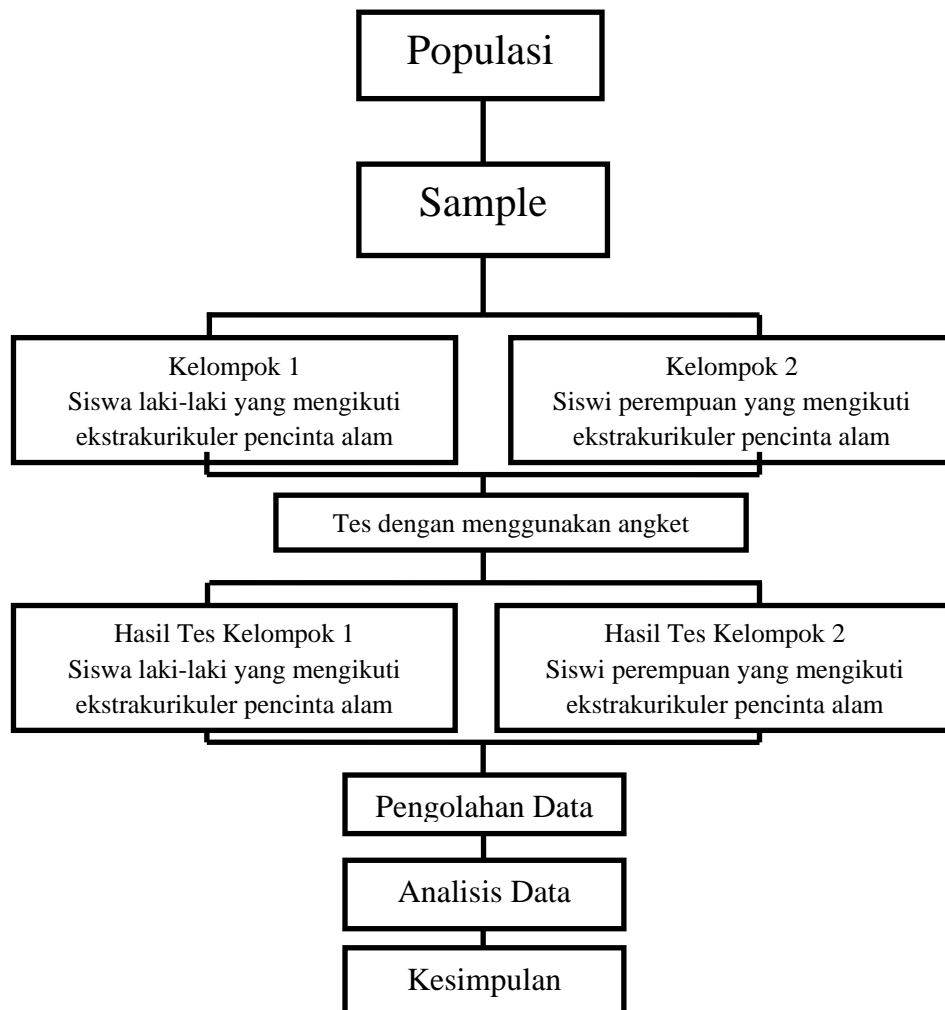 Populasi
Sample
Kelompok 1
Siswa laki-laki yang mengikuti
ekstrakurikuler pencinta alam
Kelompok 2
Siswi perempuan yang mengikuti
ekstrakurikuler pencinta alam
Tes dengan menggunakan angket
Hasil Tes Kelompok 1
Siswa laki-laki yang mengikuti
ekstrakurikuler pencinta alam
Hasil Tes Kelompok 2
Siswi perempuan yang mengikuti
ekstrakurikuler pencinta alam
Pengolahan Data
Analisis Data
Kesimpulan